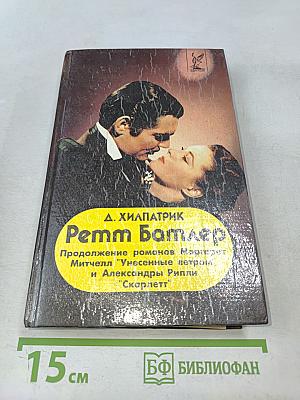 Д. ХИЛПАТРИК
Ретт Батлер
Продолжение романов Маргарет
Митчелл "Унесенные ветром"
и Александры Рипли
"Скарлетт"
15 см
БФ БИБЛИОФАН